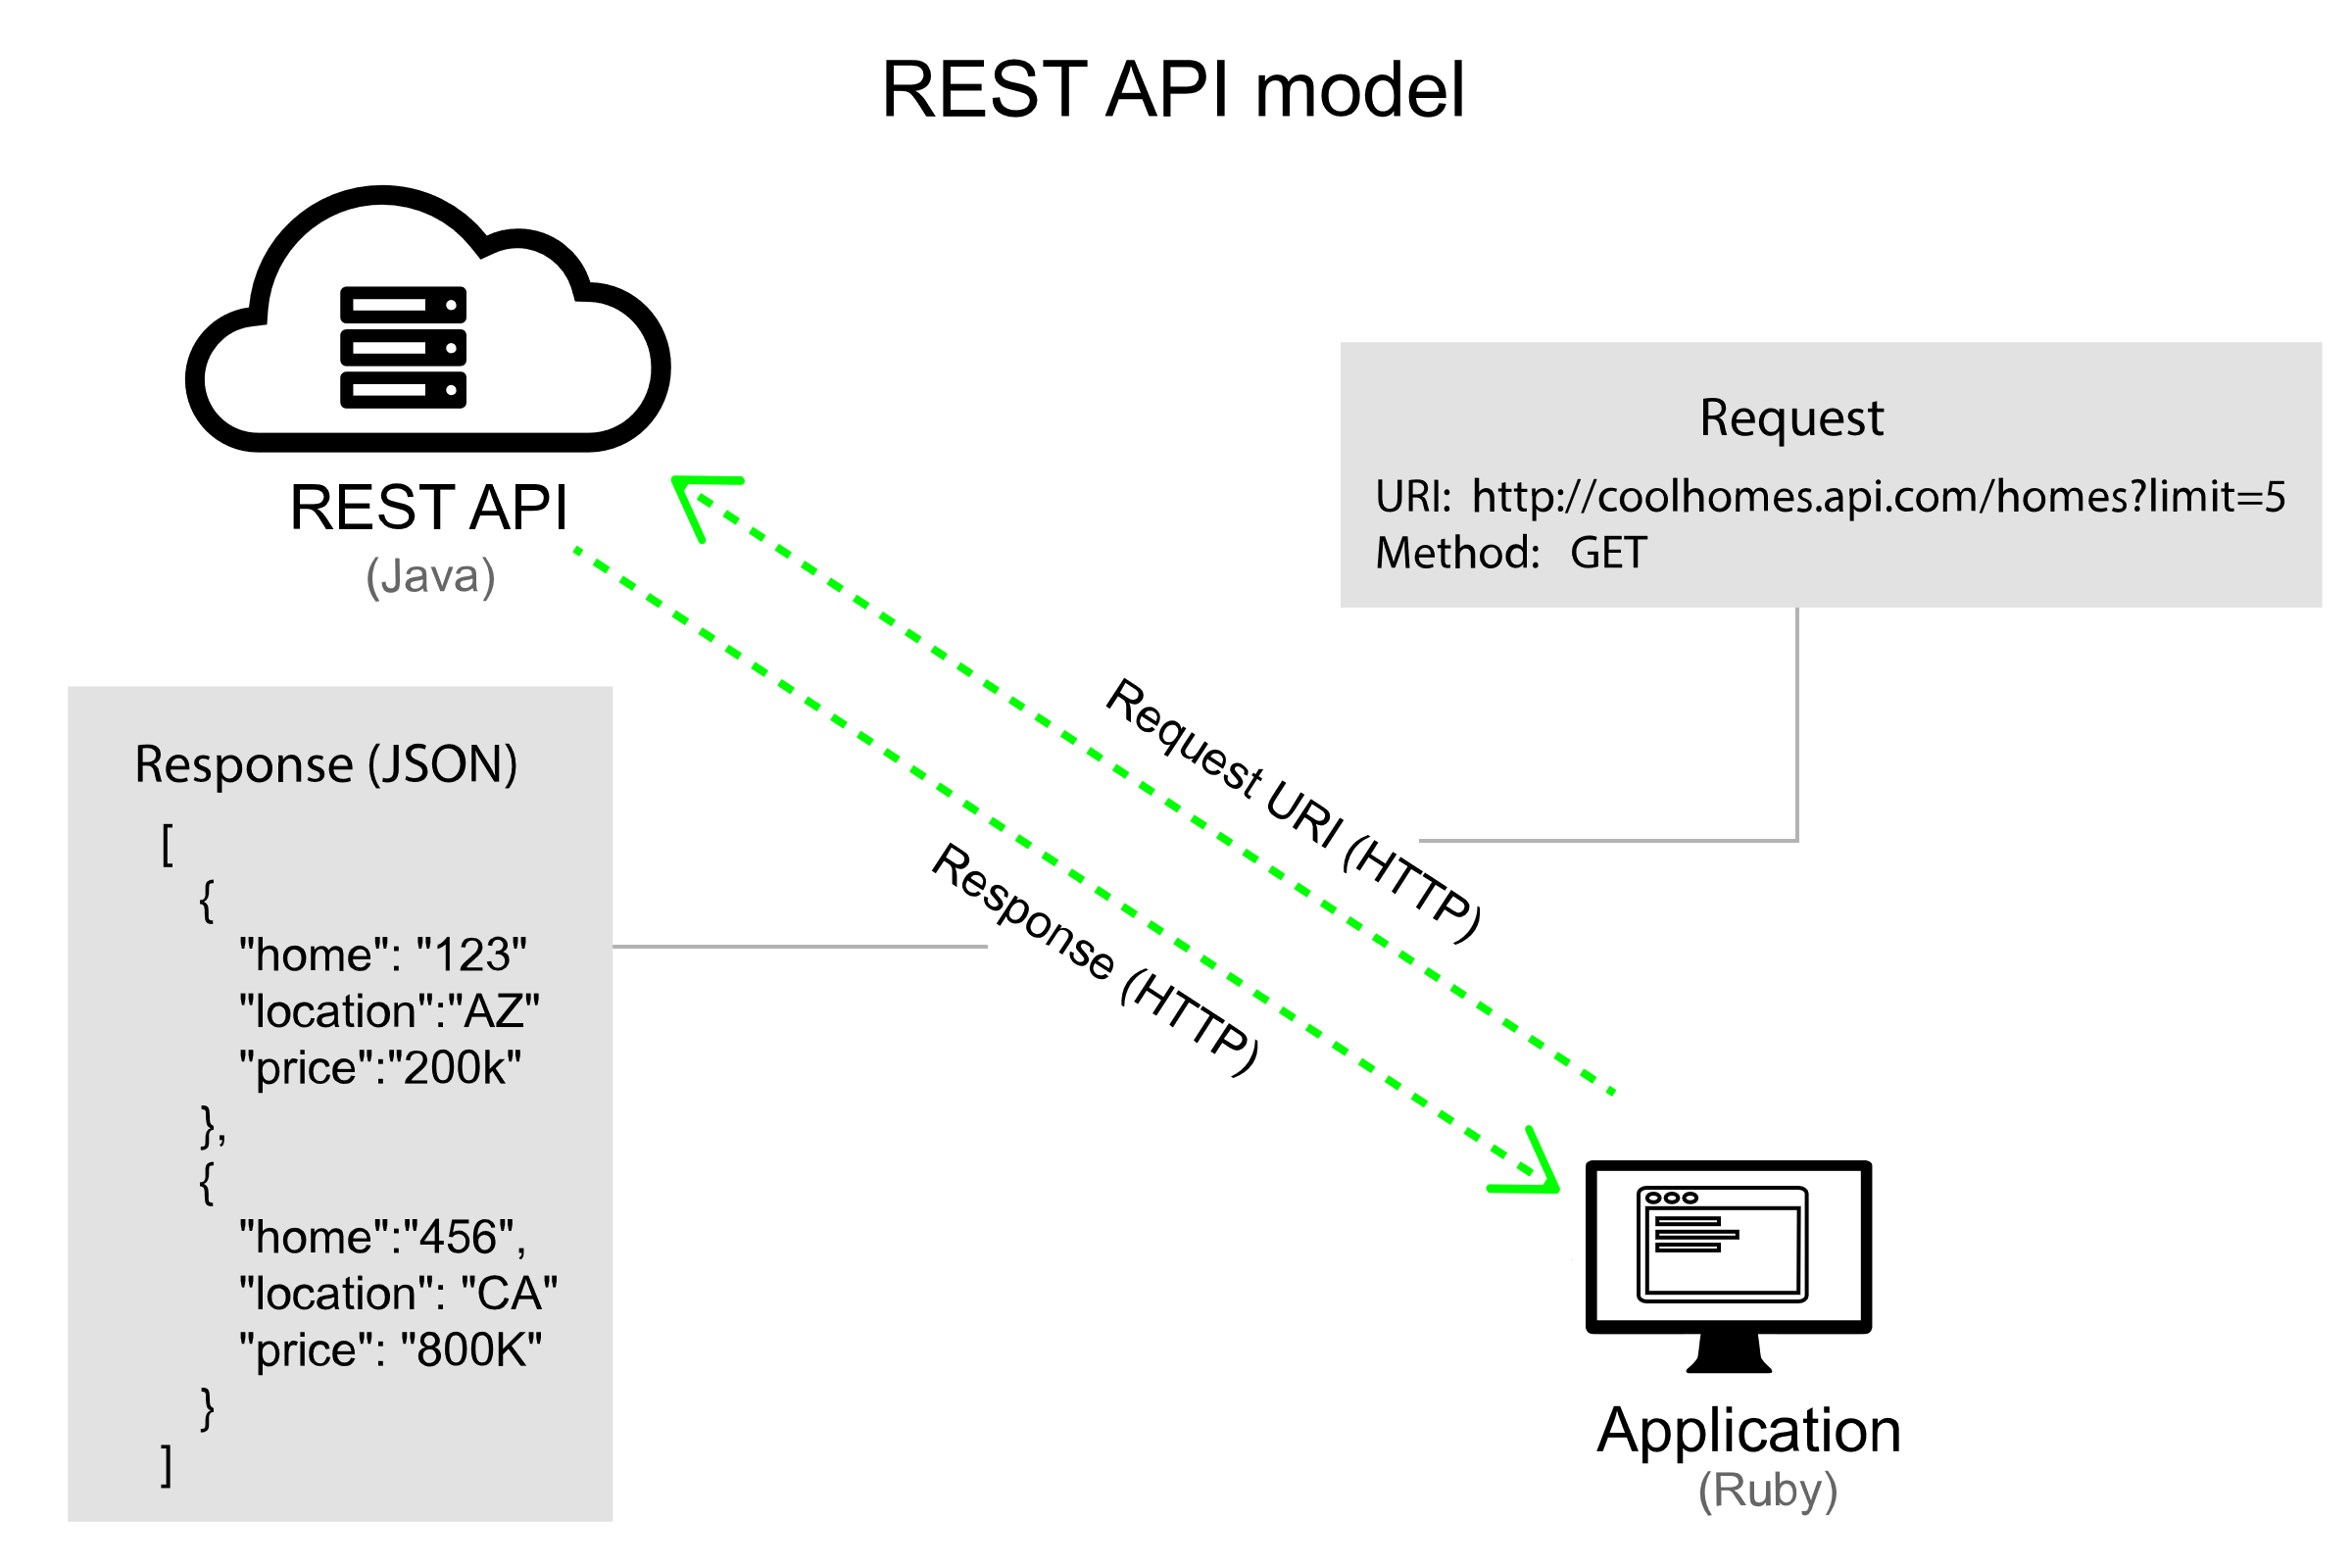 REST API model
REST API
(Java)
Request
URI: http://coolhomes.api.com/homes?limit=5
Method: GET
Request URI (HTTP)
Response (HTTP)
Response (JSON)
[
{
"home": "123"
"location":"AZ"
"price":"200k"
},
{
"home":"456",
"location": "CA"
"price": "800K"
}
]
Application
(Ruby)